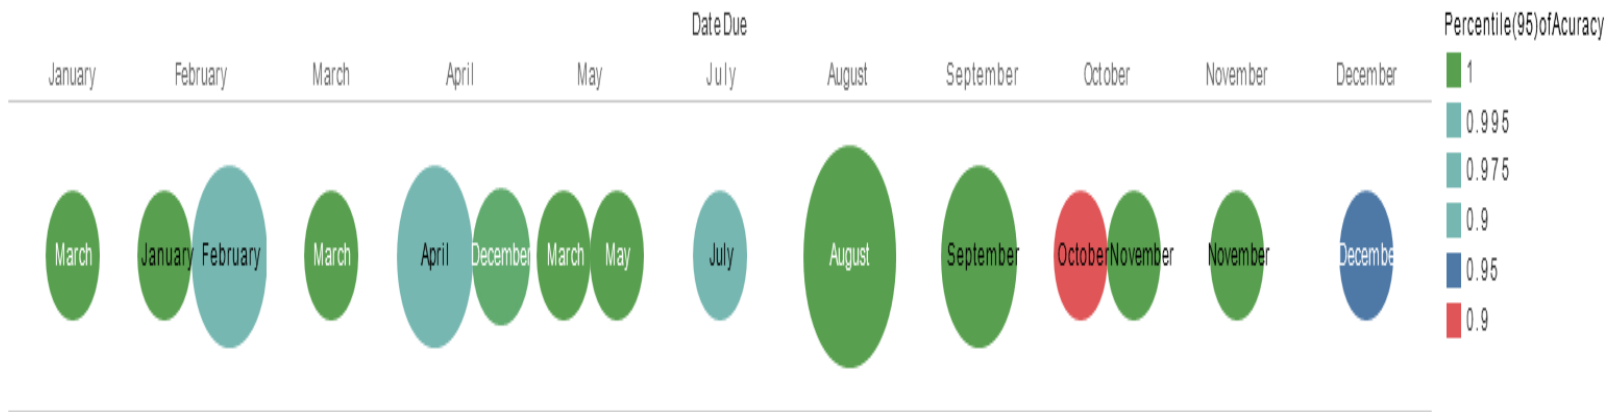 DateDue
January February March April May July August September October November December
March January February March April December March May July August September October November November Decembe
Percentile(95)ofAcuracy
1
0.995
0.975
0.9
0.95
0.9